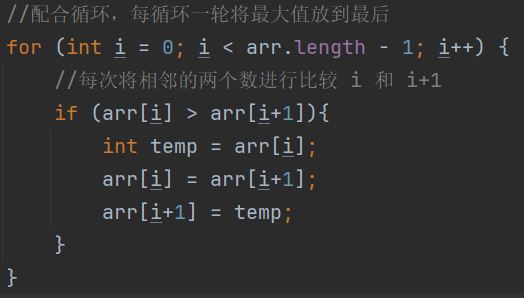 //配合循环，每循环一轮将最大值放到最后
for (int i = 0; i < arr.length - 1; i++) {
    //每次将相邻的两个数进行比较 i 和 i+1
    if (arr[i] > arr[i+1]){
        int temp = arr[i];
        arr[i] = arr[i+1];
        arr[i+1] = temp;
    }
}